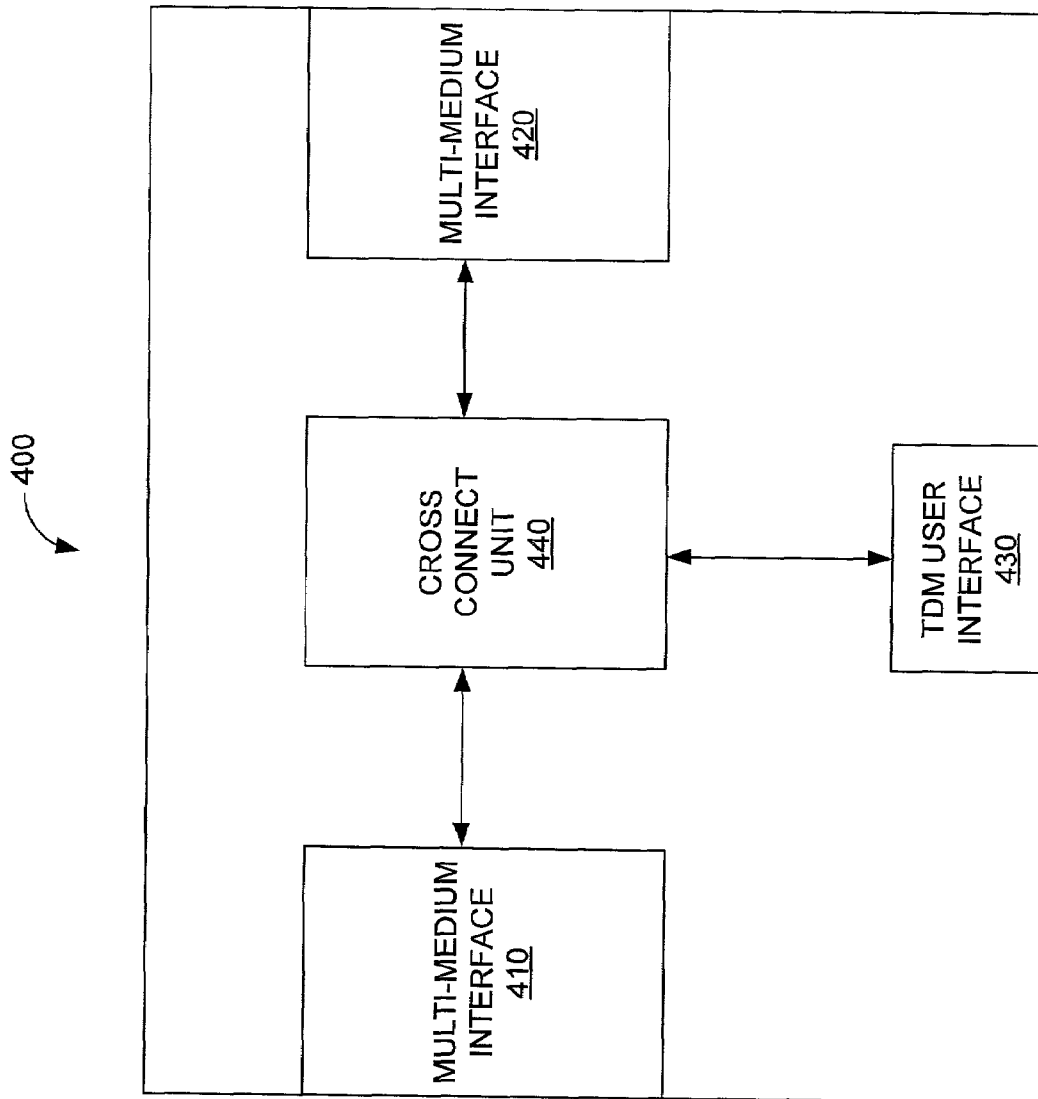 400
MULTI-MEDIUM
INTERFACE
410
CROSS
CONNECT
UNIT
440
MULTI-MEDIUM
INTERFACE
420
TDM USER
INTERFACE
430